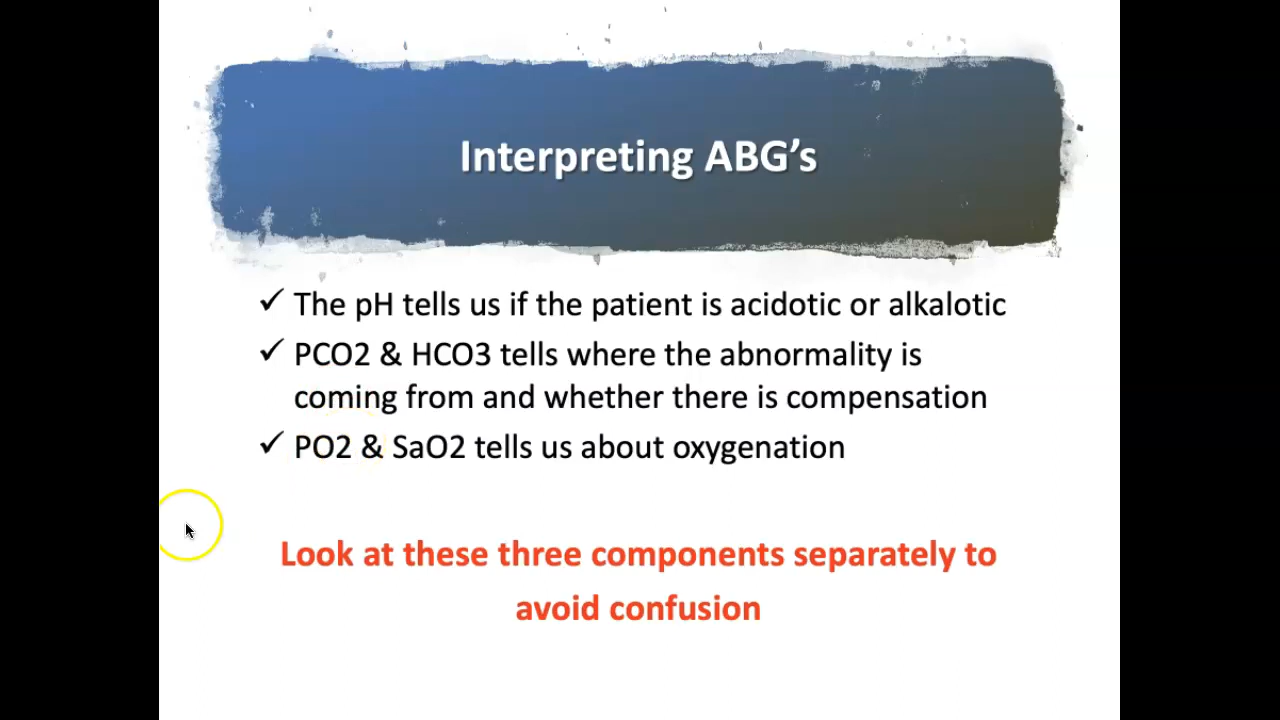 Interpreting ABG’s
✓ The pH tells us if the patient is acidotic or alkalotic
✓ PCO2 & HCO3 tells where the abnormality is
coming from and whether there is compensation
✓ PO2 & SaO2 tells us about oxygenation
Look at these three components separately to
avoid confusion